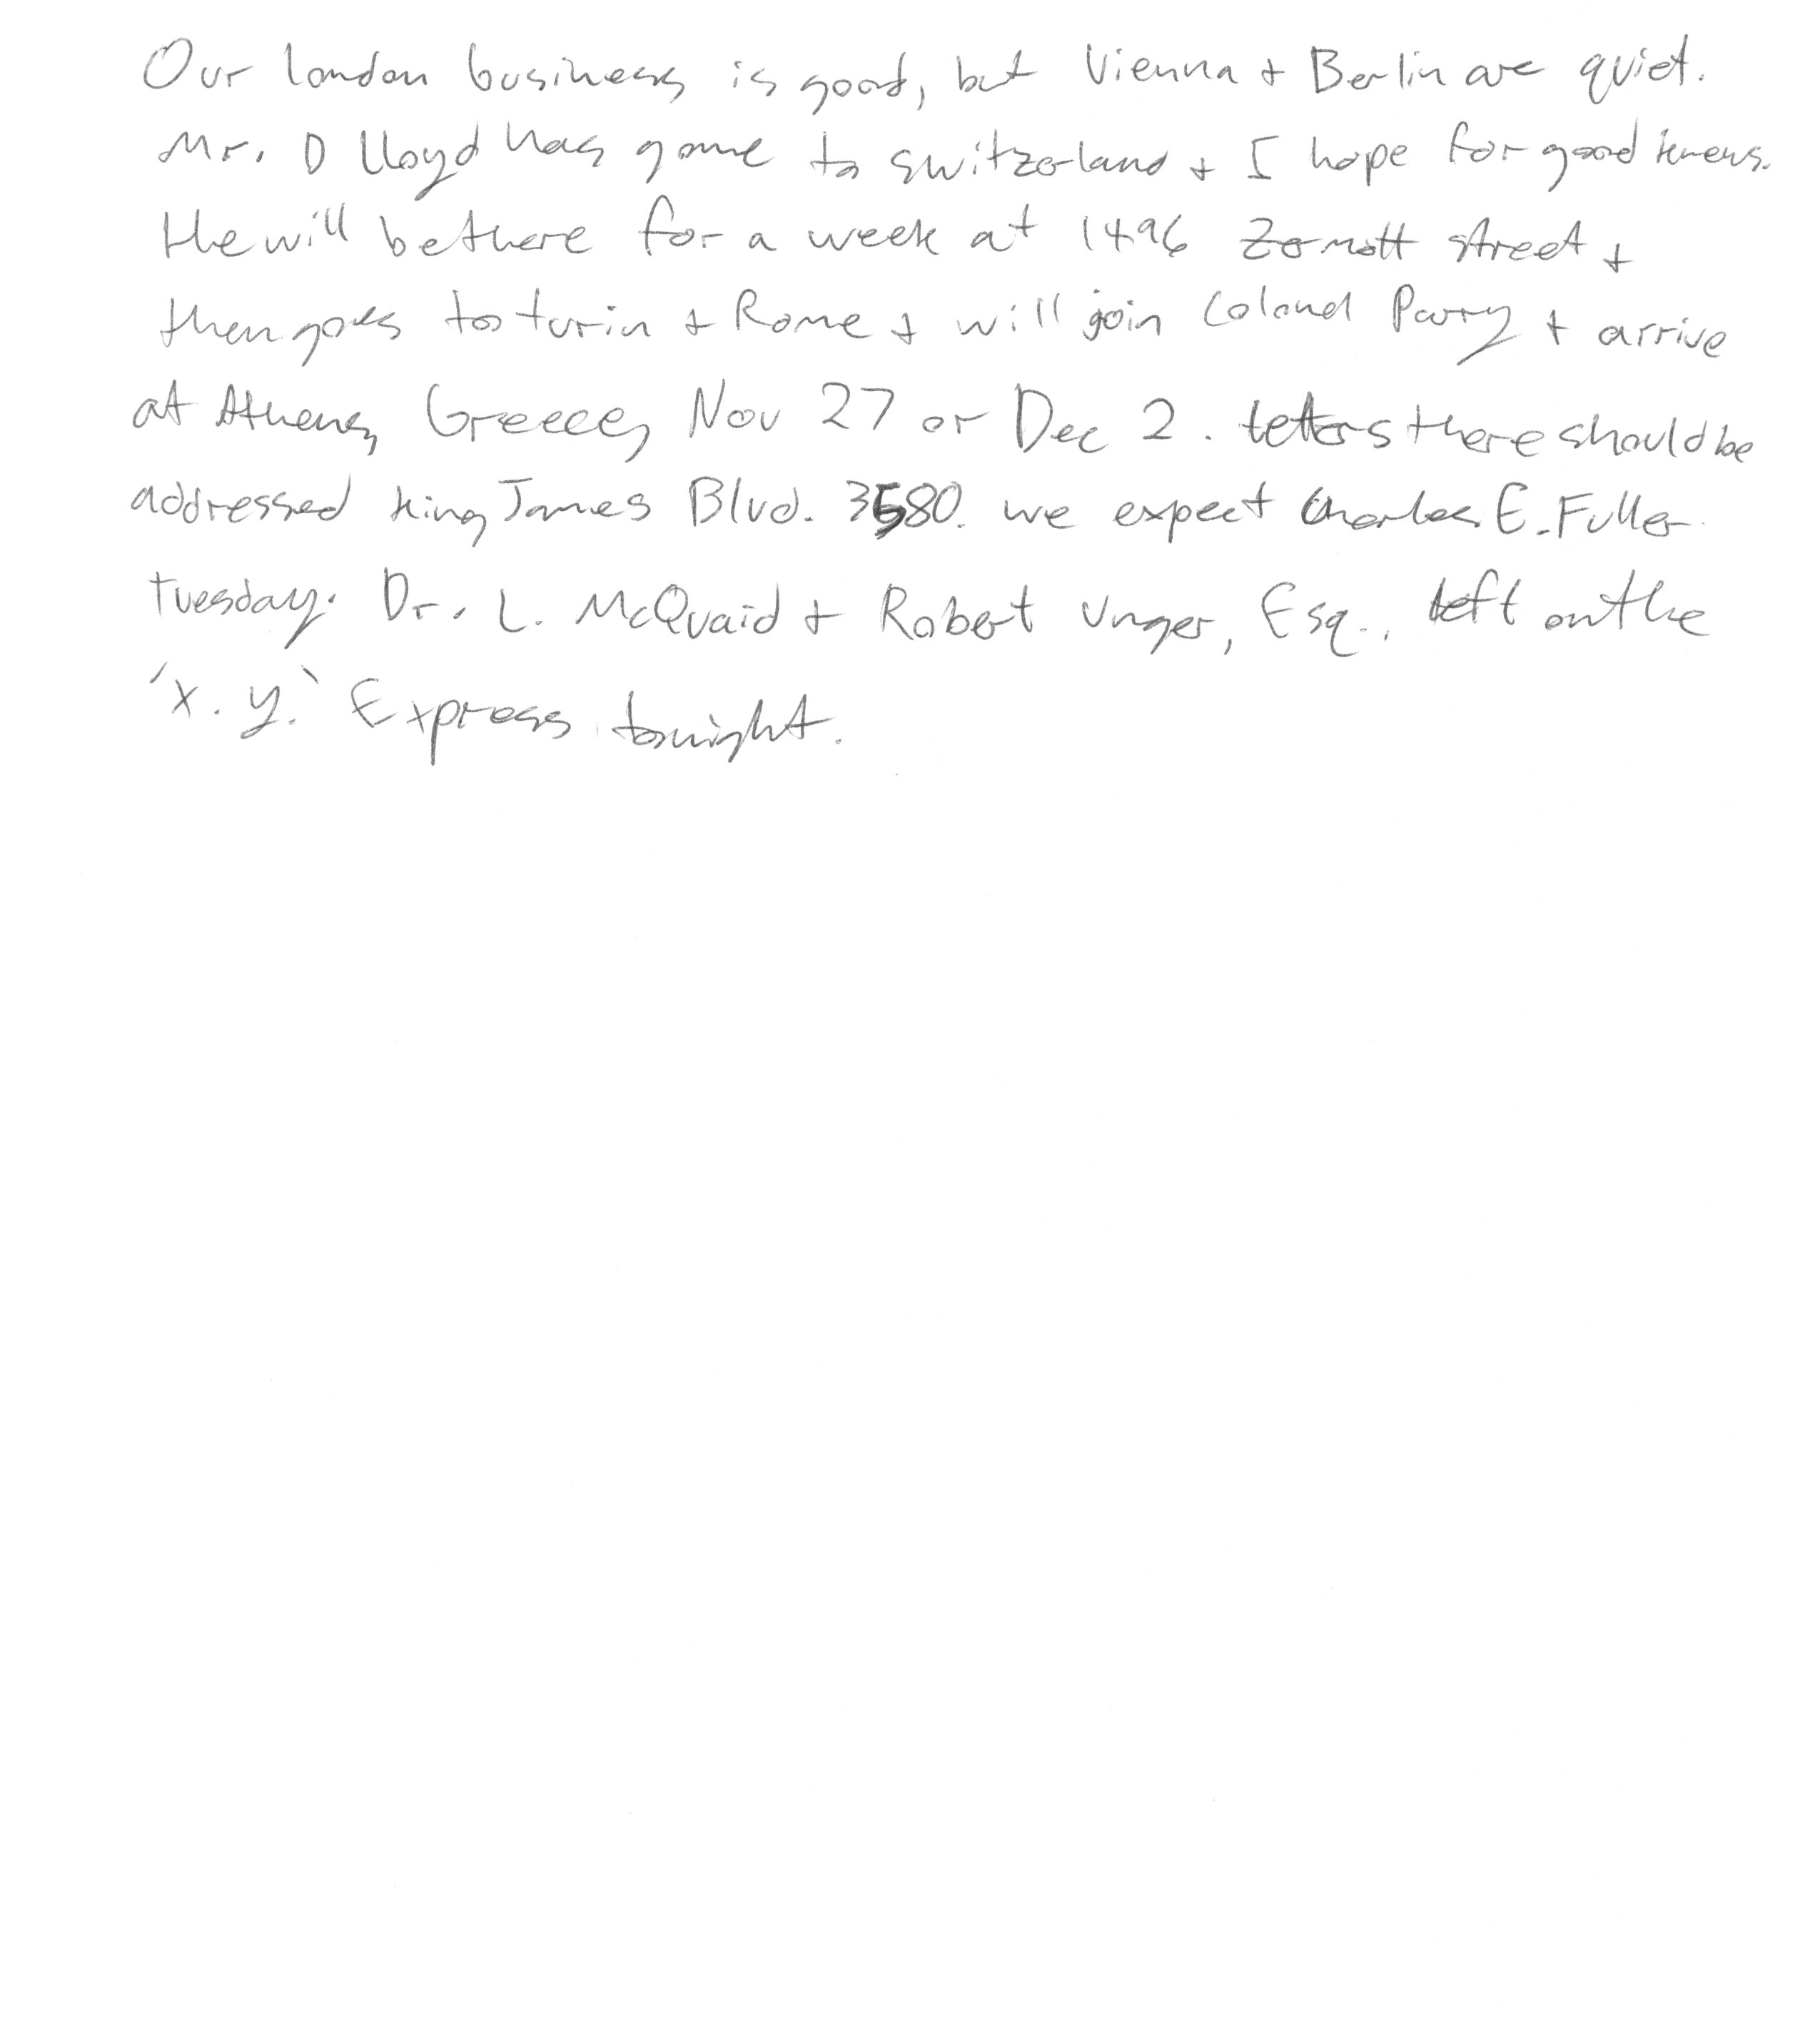 Our london business is good, but Vienna + Berlin are quiet.
Mr. D Lloyd has gone to switzerland + I hope for good news.
He will be there for a week at 1496 Zermott street +
then goes to turin + Rome + will join Colonel Parry + arrive
at Athens, Greece, Nov 27 or Dec 2. letters there should be
addressed king James Blvd. 3580. we expect Charles E. Fuller
Tuesday. Dr. L. McQuaid + Robert Unger, Esq., left on the
'X. Y.' Express tonight.